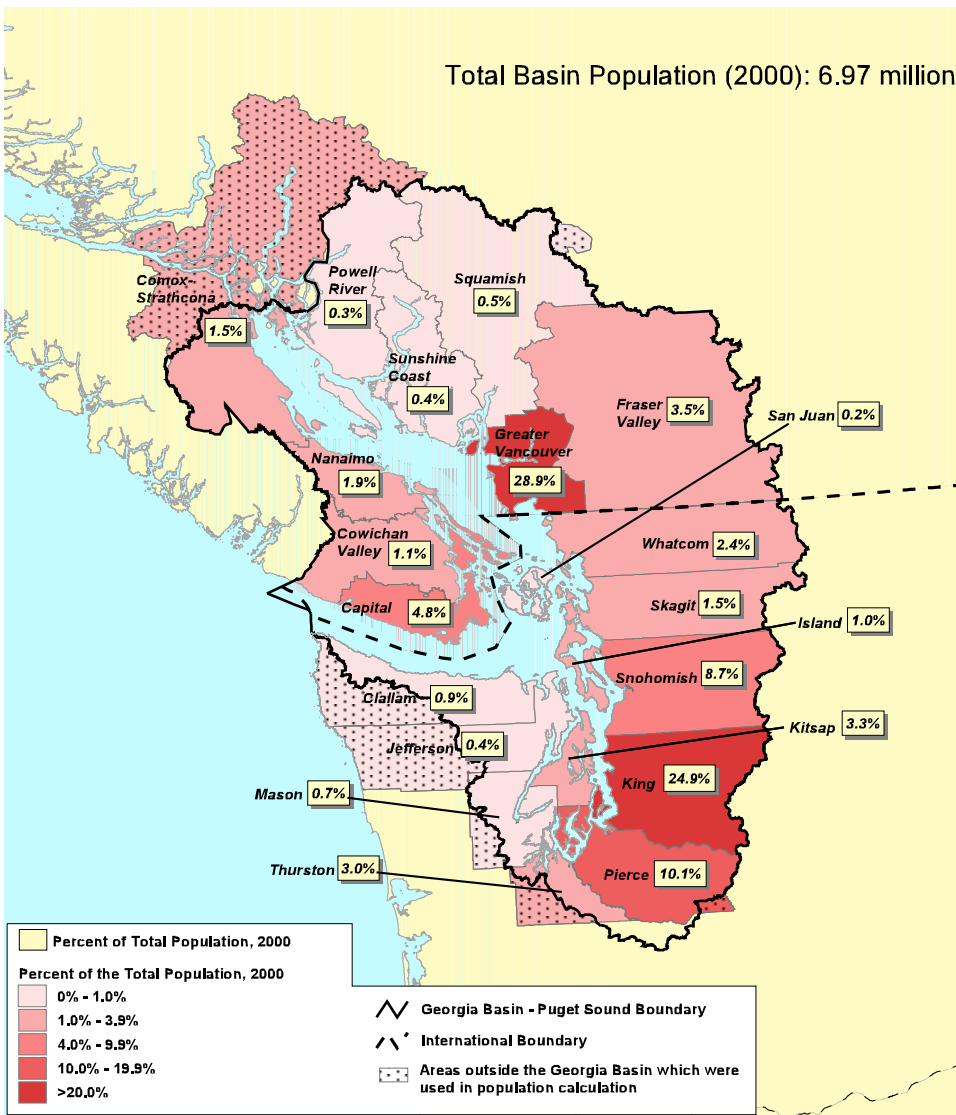 Total Basin Population (2000): 6.97 million
Comox-
Strathcona
1.5%
Powell
River
0.3%
Squamish
0.5%
Sunshine
Coast
0.4%
Greater
Vancouver
28.9%
Fraser
Valley
3.5%
San Juan
0.2%
Nanaimo
1.9%
Cowichan
Valley
1.1%
Capital
4.8%
Whatcom
2.4%
Skagit
1.5%
Island
1.0%
Snohomish
8.7%
Clallam
0.9%
Jefferson
0.4%
Kitsap
3.3%
King
24.9%
Mason
0.7%
Thurston
3.0%
Pierce
10.1%
Percent of Total Population, 2000
Percent of the Total Population, 2000
0% - 1.0%
1.0% - 3.9%
4.0% - 9.9%
10.0% - 19.9%
>20.0%
Georgia Basin - Puget Sound Boundary
International Boundary
Areas outside the Georgia Basin which were
used in population calculation